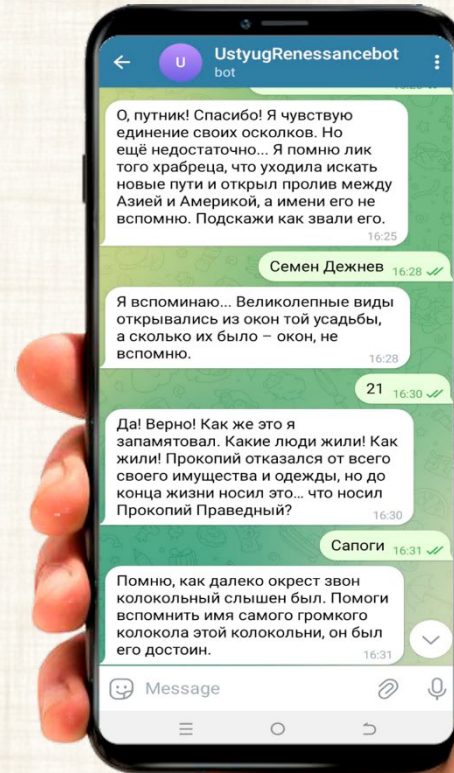 U
UstyugRenessancebot
bot
О, путник! Спасибо! Я чувствую
единение своих осколков. Но
ещё недостаточно... Я помню лик
того храбреца, что уходила искать
новые пути и открыл пролив между
Азией и Америкой, а имени его не
вспомню. Подскажи как звали его.
16:25
Семен Дежнев 16:28
Я вспоминаю... Великолепные виды
открывались из окон той усадьбы,
а сколько их было – окон, не
вспомню.
16:28
21 16:30
Да! Верно! Как же это я
запамятовал. Какие люди жили! Как
жили! Прокопий отказался от всего
своего имущества и одежды, но до
конца жизни носил это... что носил
Прокопий Праведный?
16:30
Сапоги 16:31
Помню, как далеко окрест звон
колокольный слышен был. Помоги
вспомнить имя самого громкого
колокола этой колокольни, он был
его достоин.
16:31
Message